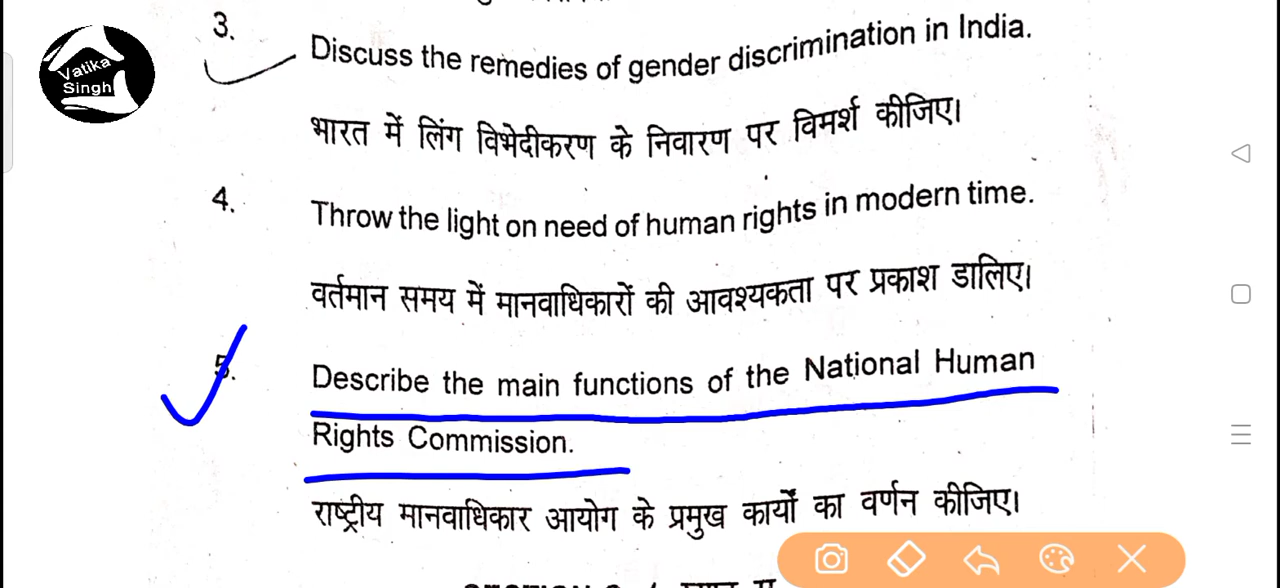 Vatika
Singh
3.
Discuss the remedies of gender discrimination in India.
भारत में लिंग विभेदीकरण के निवारण पर विमर्श कीजिए।
4.
Throw the light on need of human rights in modern time.
वर्तमान समय में मानवाधिकारों की आवश्यकता पर प्रकाश डालिए।
5.
Describe the main functions of the National Human
Rights Commission.
राष्ट्रीय मानवाधिकार आयोग के प्रमुख कार्यों का वर्णन कीजिए।